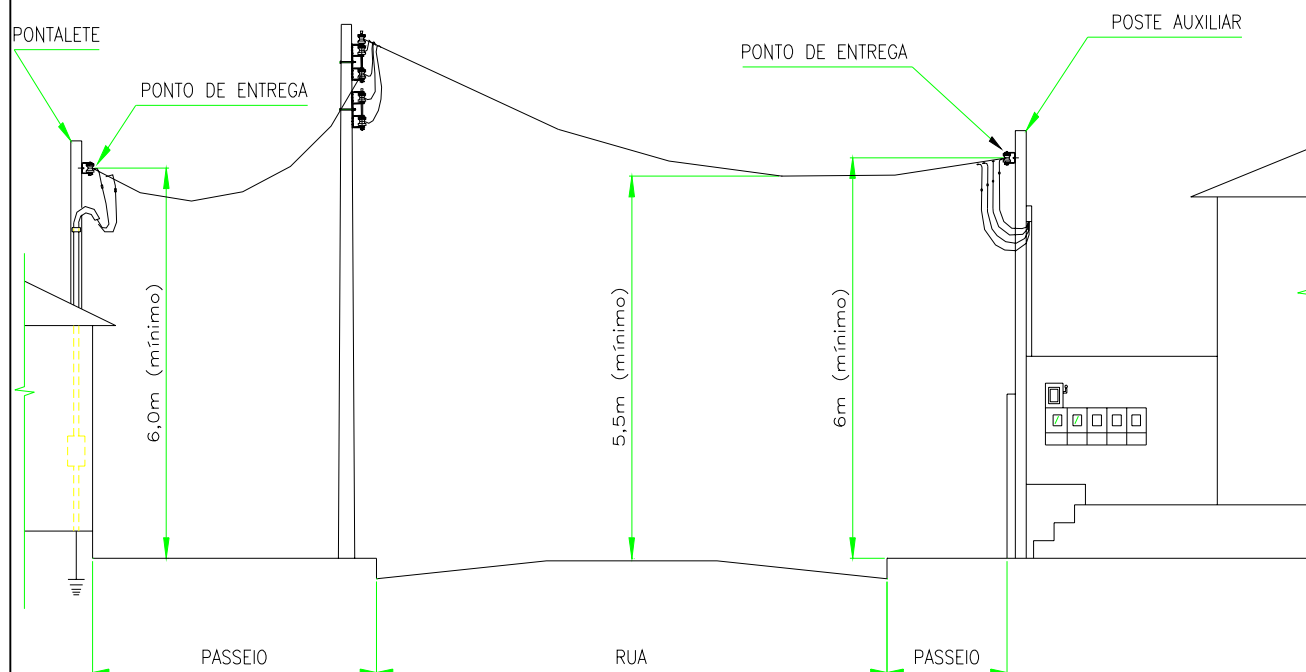 POSTE AUXILIAR
PONTALETE
PONTO DE ENTREGA
PONTO DE ENTREGA
6,0m (mínimo)
5,5m (mínimo)
6m (mínimo)
PASSEIO
RUA
PASSEIO